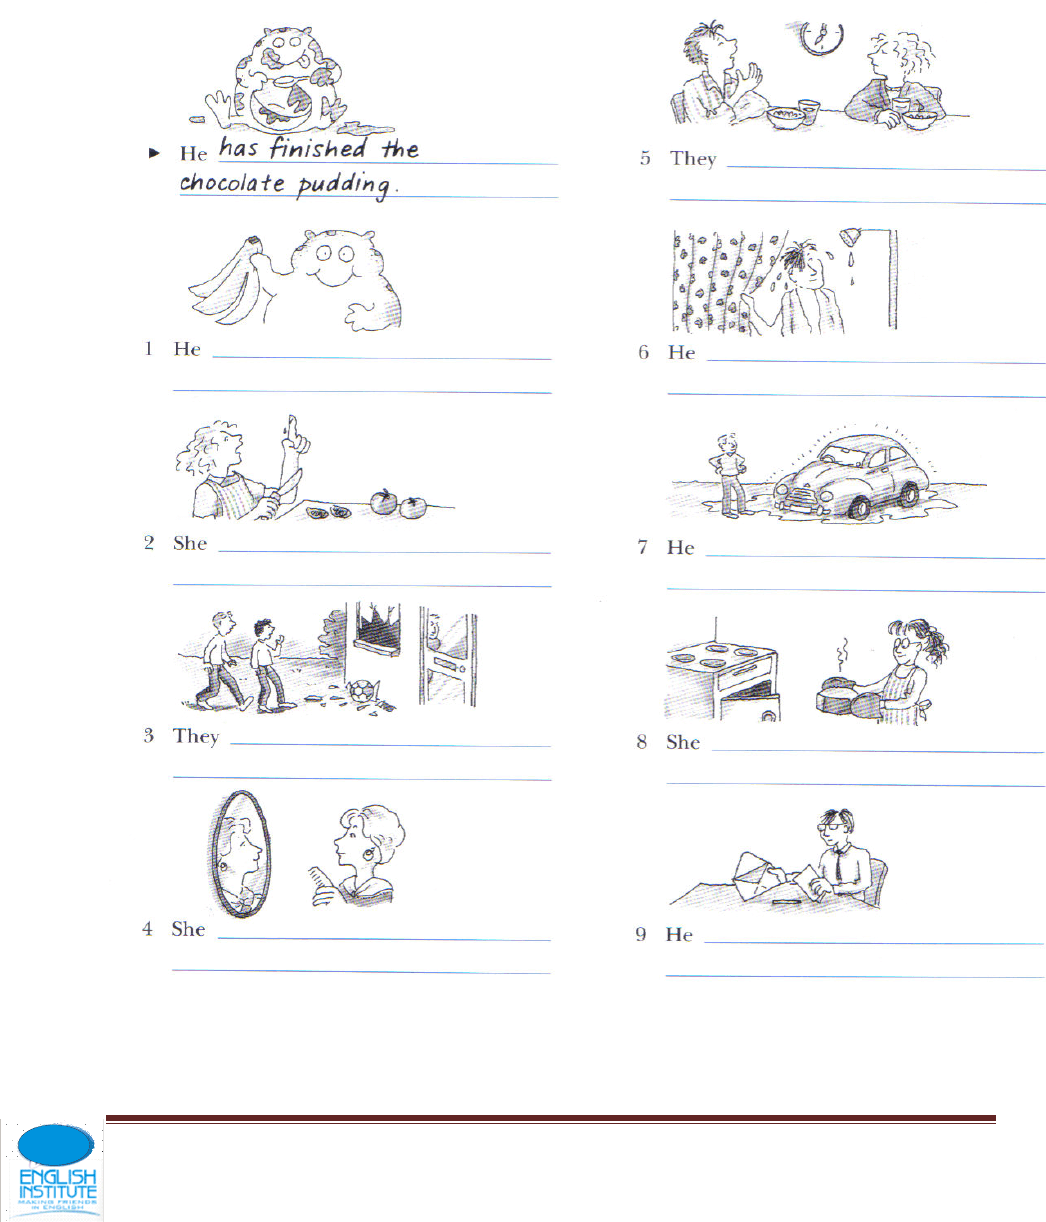 ► He has finished the
chocolate pudding.
1 He
2 She
3 They
4 She
5 They
6 He
7 He
8 She
9 He
ENGLISH
INSTITUTE
MAKING FRIENDS
IN ENGLISH